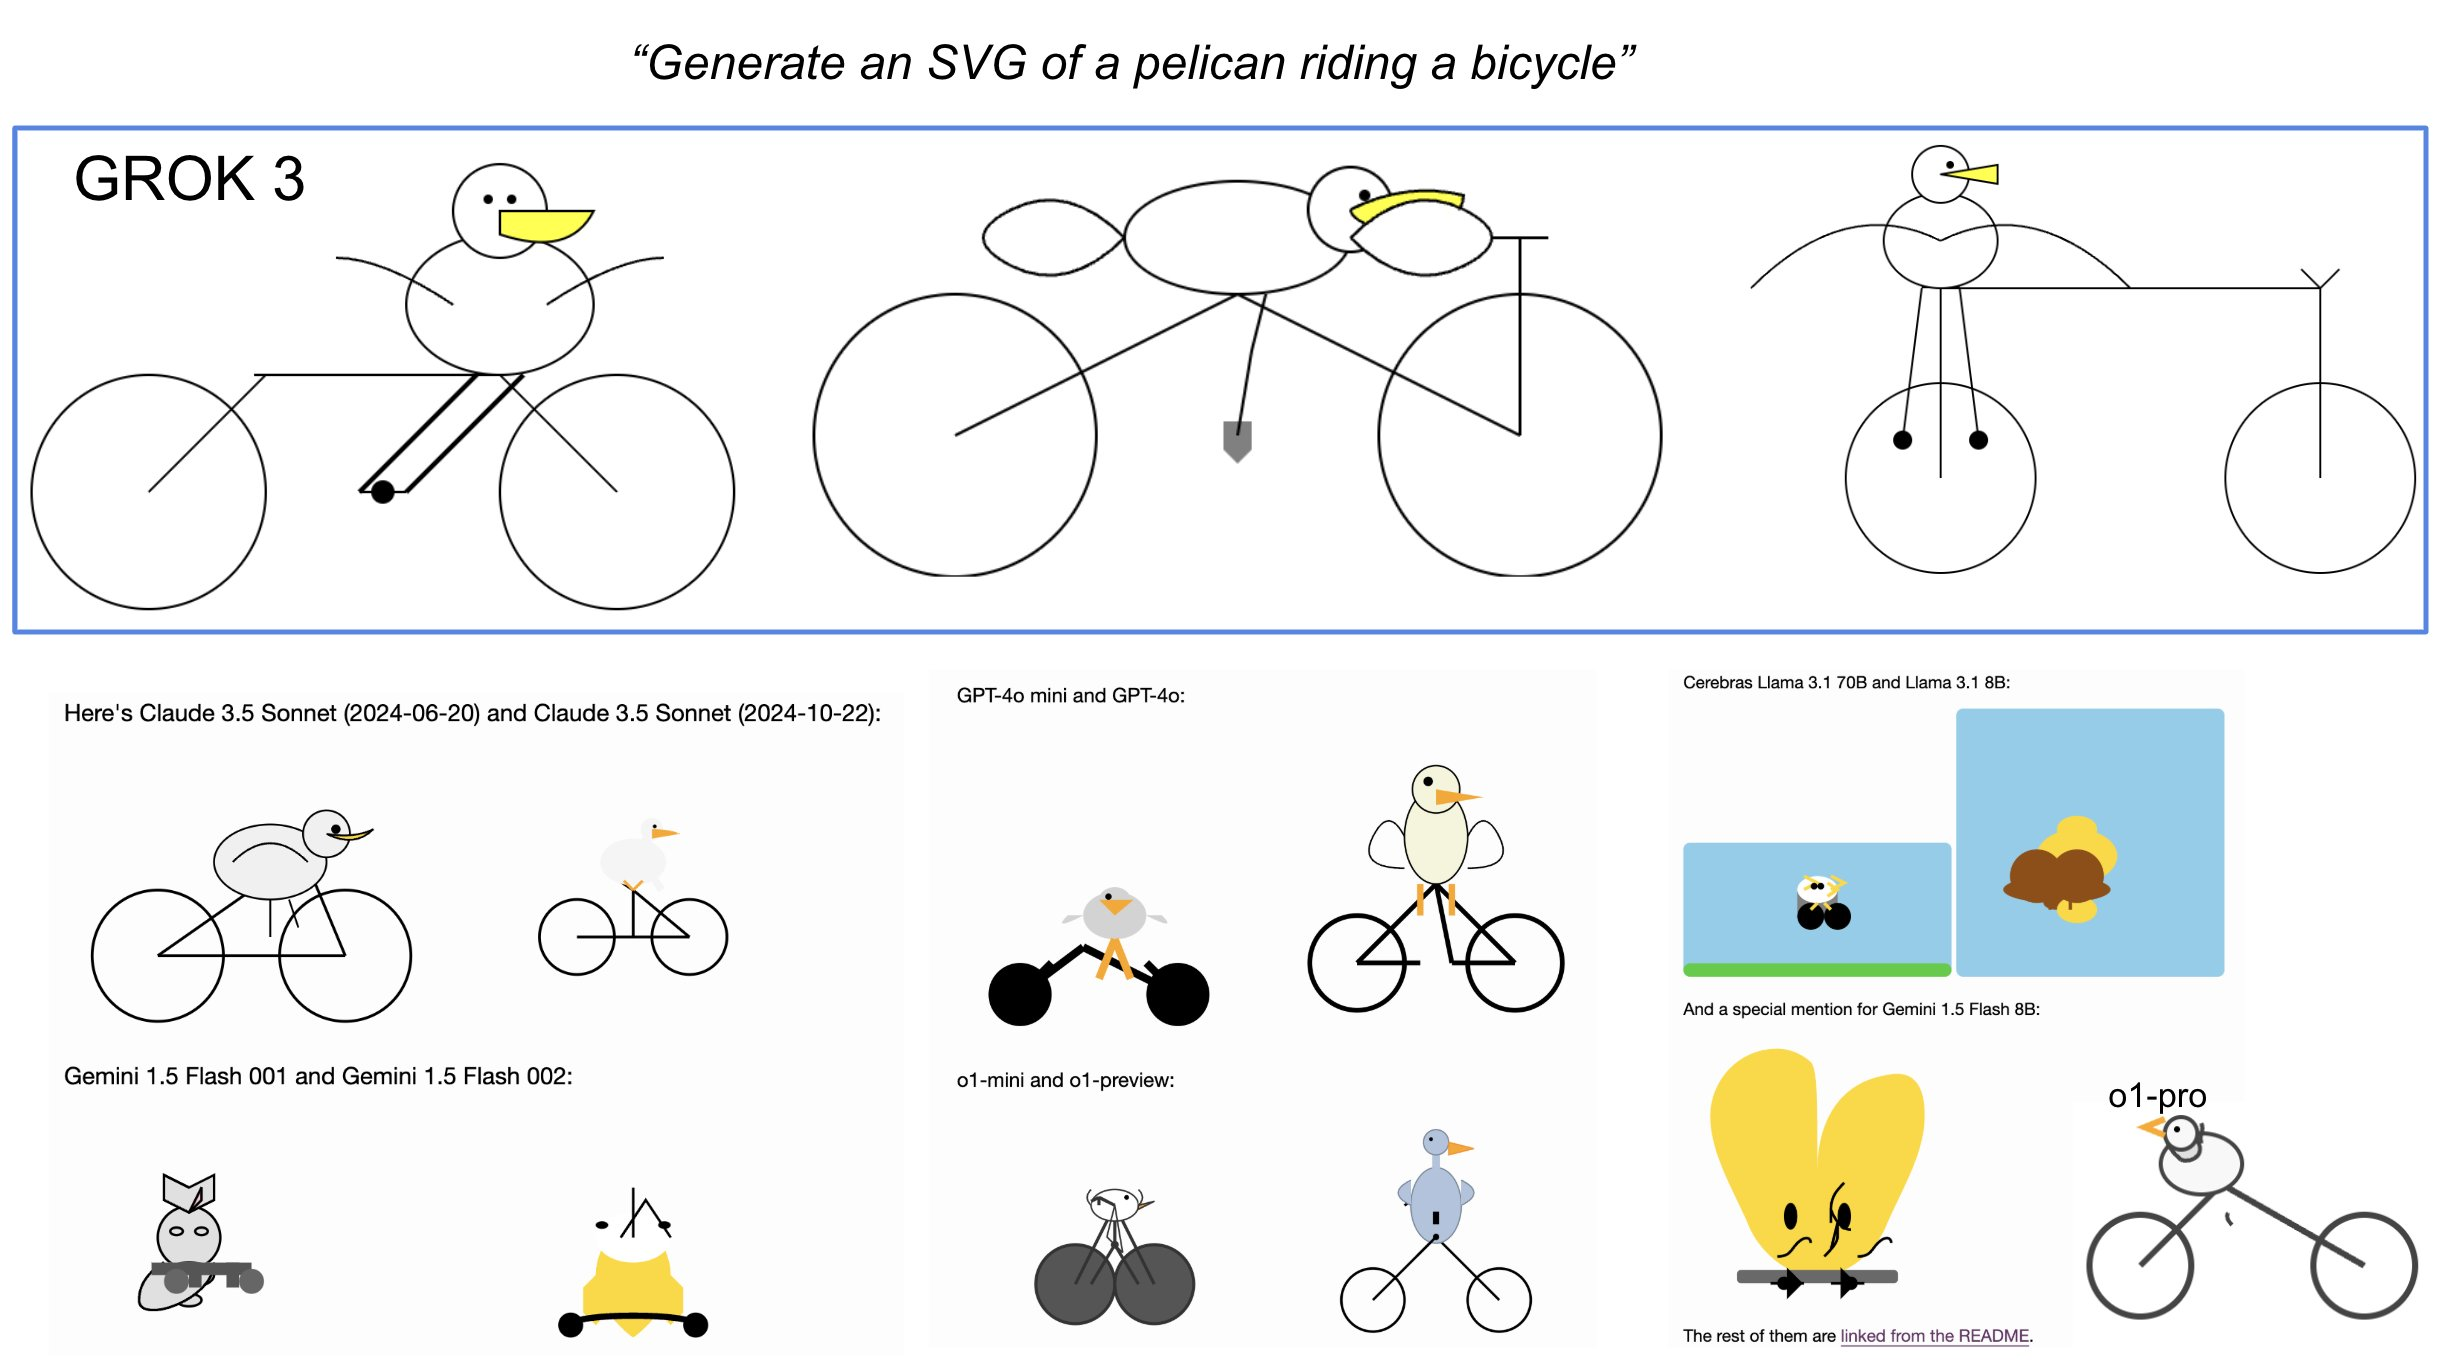 “Generate an SVG of a pelican riding a bicycle”
GROK 3
Here's Claude 3.5 Sonnet (2024-06-20) and Claude 3.5 Sonnet (2024-10-22):
Gemini 1.5 Flash 001 and Gemini 1.5 Flash 002:
GPT-4o mini and GPT-4o:
o1-mini and o1-preview:
Cerebras Llama 3.1 70B and Llama 3.1 8B:
And a special mention for Gemini 1.5 Flash 8B:
o1-pro
The rest of them are linked from the README.